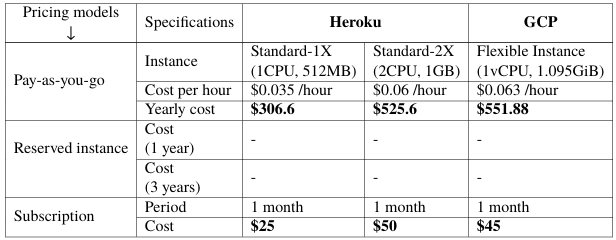 Pricing models Specifications Heroku GCP
↓
Instance Standard-1X Standard-2X Flexible Instance
(1CPU, 512MB) (2CPU, 1GB) (1vCPU, 1.095GiB)
Pay-as-you-go
Cost per hour $0.035 /hour $0.06 /hour $0.063 /hour
Yearly cost $306.6 $525.6 $551.88
Reserved instance
Cost
(1 year) - - -
Cost
(3 years) - - -
Subscription
Period 1 month 1 month 1 month
Cost $25 $50 $45